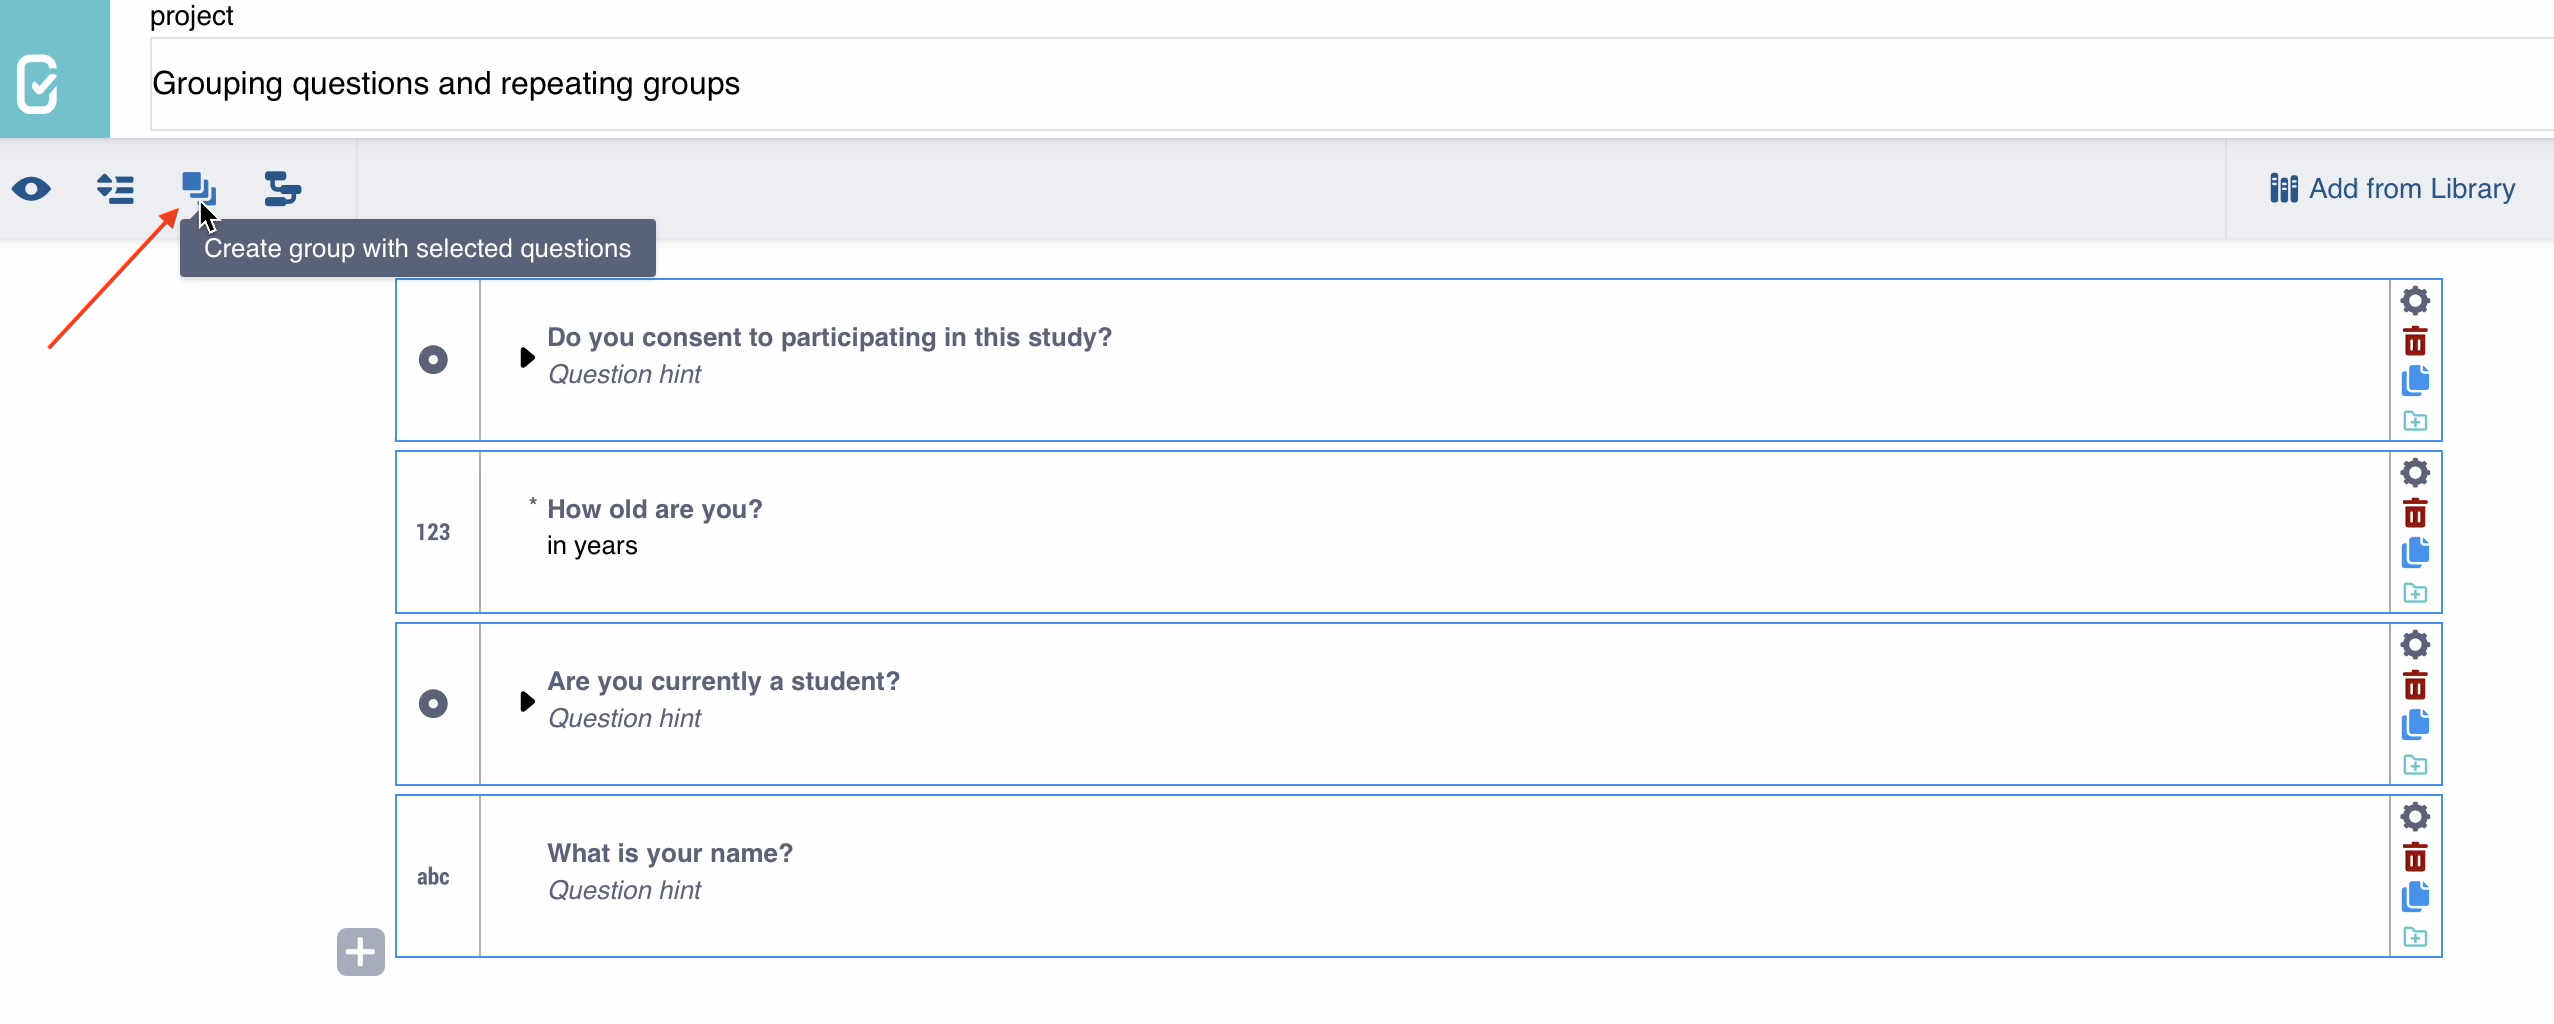 project
Grouping questions and repeating groups
Add from Library
Create group with selected questions
Do you consent to participating in this study?
Question hint
123
* How old are you?
in years
Are you currently a student?
Question hint
abc
What is your name?
Question hint